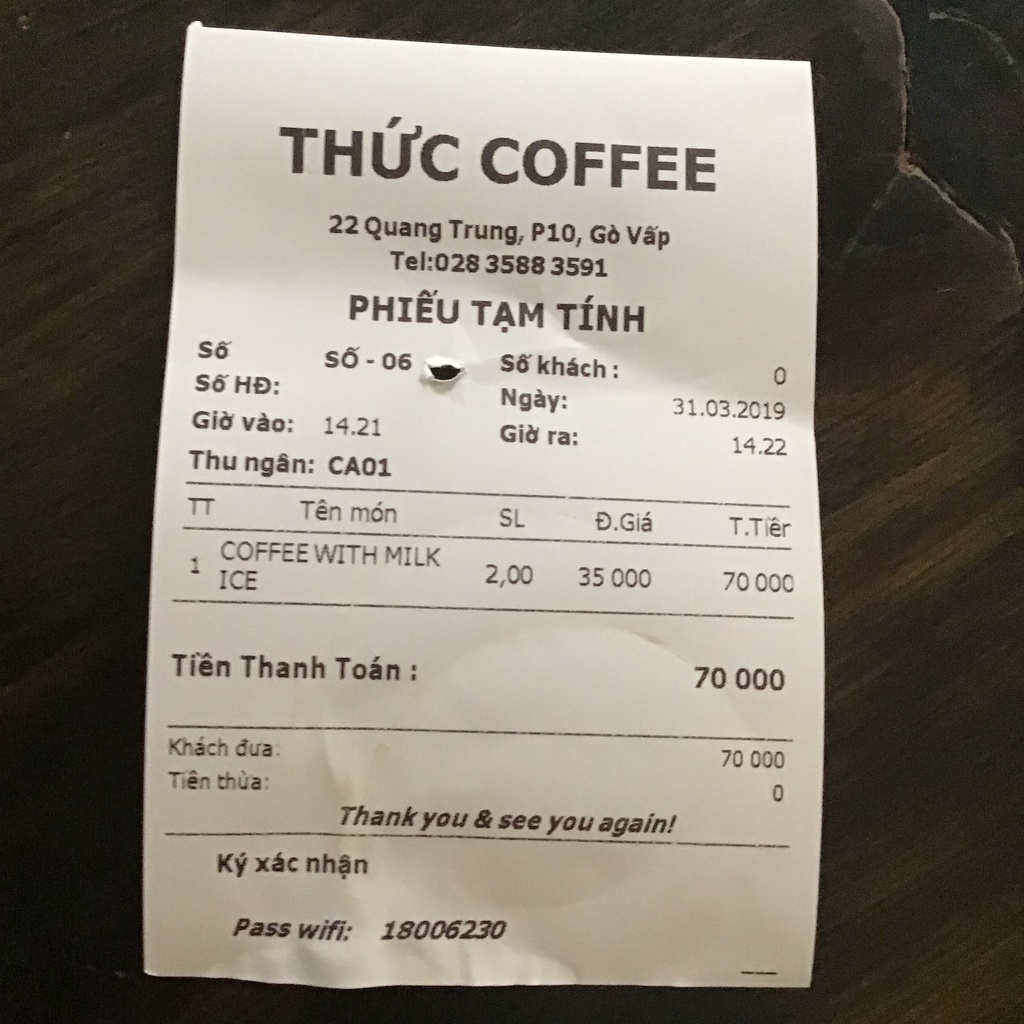 THỨC COFFEE
22 Quang Trung, P10, Gò Vấp
Tel:028 3588 3591
PHIẾU TẠM TÍNH
Số SỐ - 06 Số khách : 0
Số HĐ: Ngày: 31.03.2019
Giờ vào: 14.21 Giờ ra: 14.22
Thu ngân: CA01
TT Tên món SL Đ.Giá T.Tiền
1 COFFEE WITH MILK ICE 2,00 35 000 70 000
Tiền Thanh Toán : 70 000
Khách đưa: 70 000
Tiền thừa: 0
Thank you & see you again!
Ký xác nhận
Pass wifi: 18006230